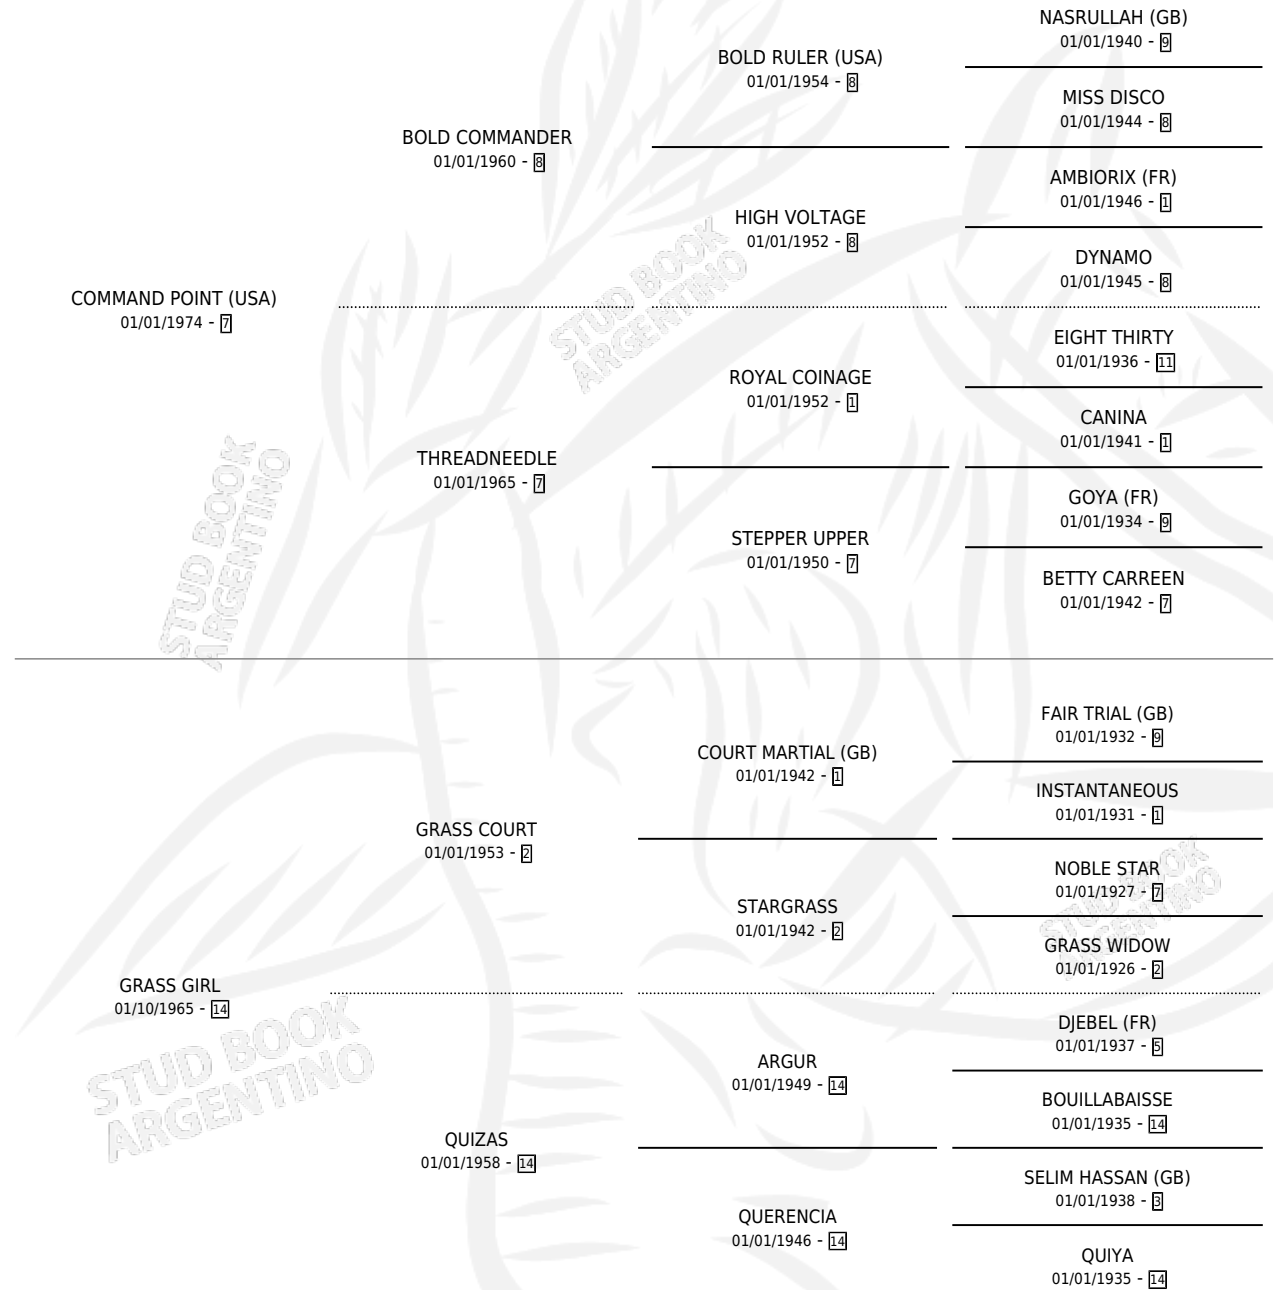 NASRULLAH (GB)
01/01/1940 - 9
BOLD RULER (USA)
01/01/1954 - 8
MISS DISCO
01/01/1944 - 8
BOLD COMMANDER
01/01/1960 - 8
AMBIORIX (FR)
01/01/1946 - 1
HIGH VOLTAGE
01/01/1952 - 8
DYNAMO
01/01/1945 - 8
COMMAND POINT (USA)
01/01/1974 - 7
EIGHT THIRTY
01/01/1936 - 11
ROYAL COINAGE
01/01/1952 - 1
CANINA
01/01/1941 - 1
THREADNEEDLE
01/01/1965 - 7
GOYA (FR)
01/01/1934 - 9
STEPPER UPPER
01/01/1950 - 7
BETTY CARREEN
01/01/1942 - 7
FAIR TRIAL (GB)
01/01/1932 - 9
COURT MARTIAL (GB)
01/01/1942 - 1
INSTANTANEOUS
01/01/1931 - 1
GRASS COURT
01/01/1953 - 2
NOBLE STAR
01/01/1927 - 7
STARGRASS
01/01/1942 - 2
GRASS WIDOW
01/01/1926 - 2
GRASS GIRL
01/10/1965 - 14
DJEBEL (FR)
01/01/1937 - 5
ARGUR
01/01/1949 - 14
BOUILLABAISSE
01/01/1935 - 14
QUIZAS
01/01/1958 - 14
SELIM HASSAN (GB)
01/01/1938 - 3
QUERENCIA
01/01/1946 - 14
QUIYA
01/01/1935 - 14
STUD BOOK
ARGENTINO
STUD BOOK
ARGENTINO
STUD BOOK
ARGENTINO
STUD BOOK
ARGENTINO